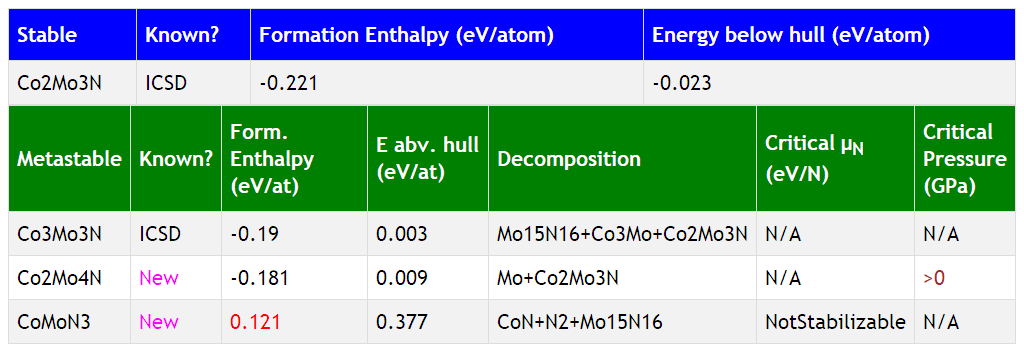 Stable Known? Formation Enthalpy (eV/atom) Energy below hull (eV/atom)
Co2Mo3N ICSD -0.221 -0.023
Metastable Known? Form. Enthalpy (eV/at) E abv. hull (eV/at) Decomposition Critical μN (eV/N) Critical Pressure (GPa)
Co3Mo3N ICSD -0.19 0.003 Mo15N16+Co3Mo+Co2Mo3N N/A N/A
Co2Mo4N New -0.181 0.009 Mo+Co2Mo3N N/A >0
CoMoN3 New 0.121 0.377 CoN+N2+Mo15N16 NotStabilizable N/A